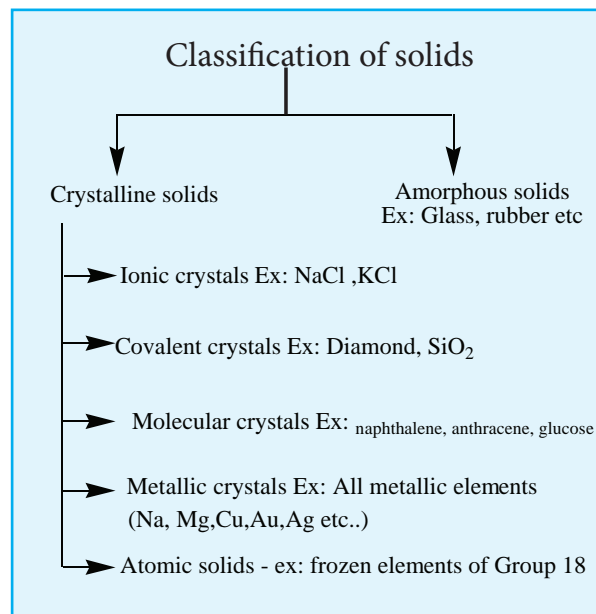 Classification of solids
Crystalline solids
Amorphous solids
Ex: Glass, rubber etc
Ionic crystals Ex: NaCl ,KCl
Covalent crystals Ex: Diamond, SiO₂
Molecular crystals Ex: naphthalene, anthracene, glucose
Metallic crystals Ex: All metallic elements
(Na, Mg,Cu,Au,Ag etc..)
Atomic solids - ex: frozen elements of Group 18